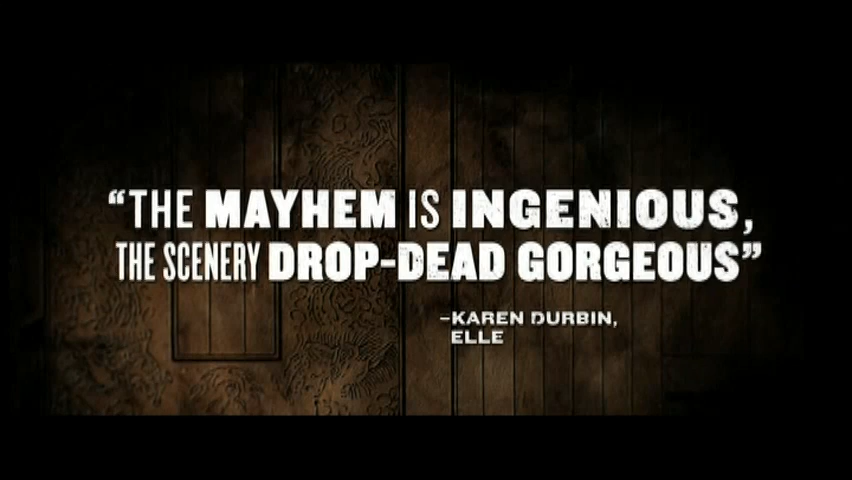 “THE MAYHEM IS INGENIOUS,
THE SCENERY DROP-DEAD GORGEOUS”
–KAREN DURBIN,
ELLE